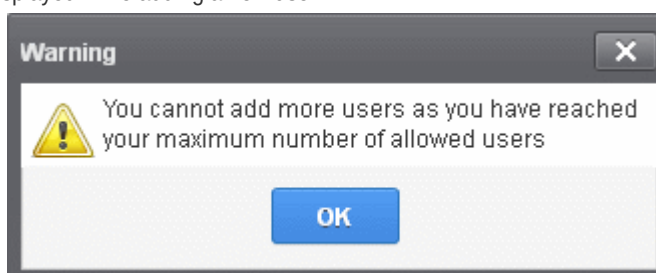 Warning
You cannot add more users as you have reached
your maximum number of allowed users
OK